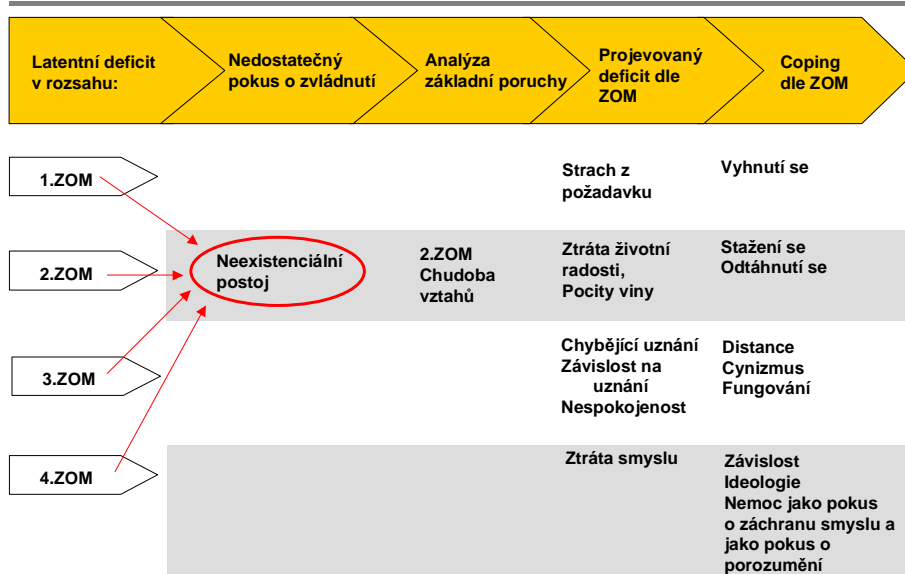 Latentní deficit
v rozsahu:
Nedostatečný
pokus o zvládnutí
Analýza
základní poruchy
Projevovaný
deficit dle
ZOM
Coping
dle ZOM
1.ZOM
Strach z
požadavku
Vyhnutí se
2.ZOM
Neexistenciální
postoj
2.ZOM
Chudoba
vztahů
Ztráta životní
radosti,
Pocity viny
Stažení se
Odtáhnutí se
3.ZOM
Chybějící uznání
Závislost na
uznání
Nespokojenost
Distance
Cynizmus
Fungování
4.ZOM
Ztráta smyslu
Závislost
Ideologie
Nemoc jako pokus
o záchranu smyslu a
jako pokus o
porozumění